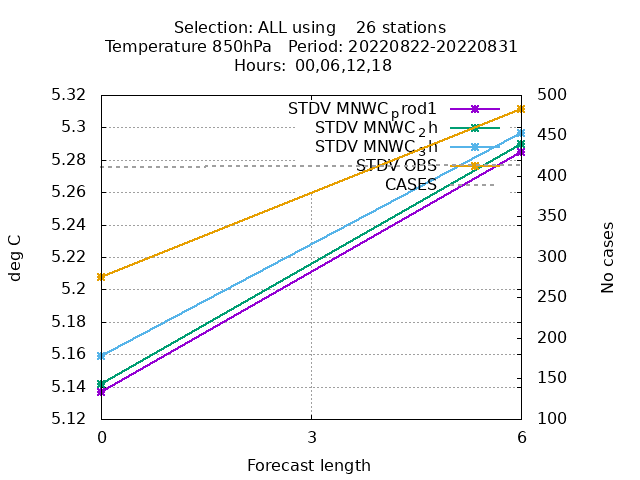 Selection: ALL using    26 stations
Temperature 850hPa   Period: 20220822-20220831
Hours:  00,06,12,18
5.32
5.3
5.28
5.26
5.24
5.22
5.2
5.18
5.16
5.14
5.12
deg C
STDV MNWCprod1
STDV MNWC2h
STDV MNWC3h
STDV OBS
CASES
500
450
400
350
300
250
200
150
100
No cases
0
3
6
Forecast length